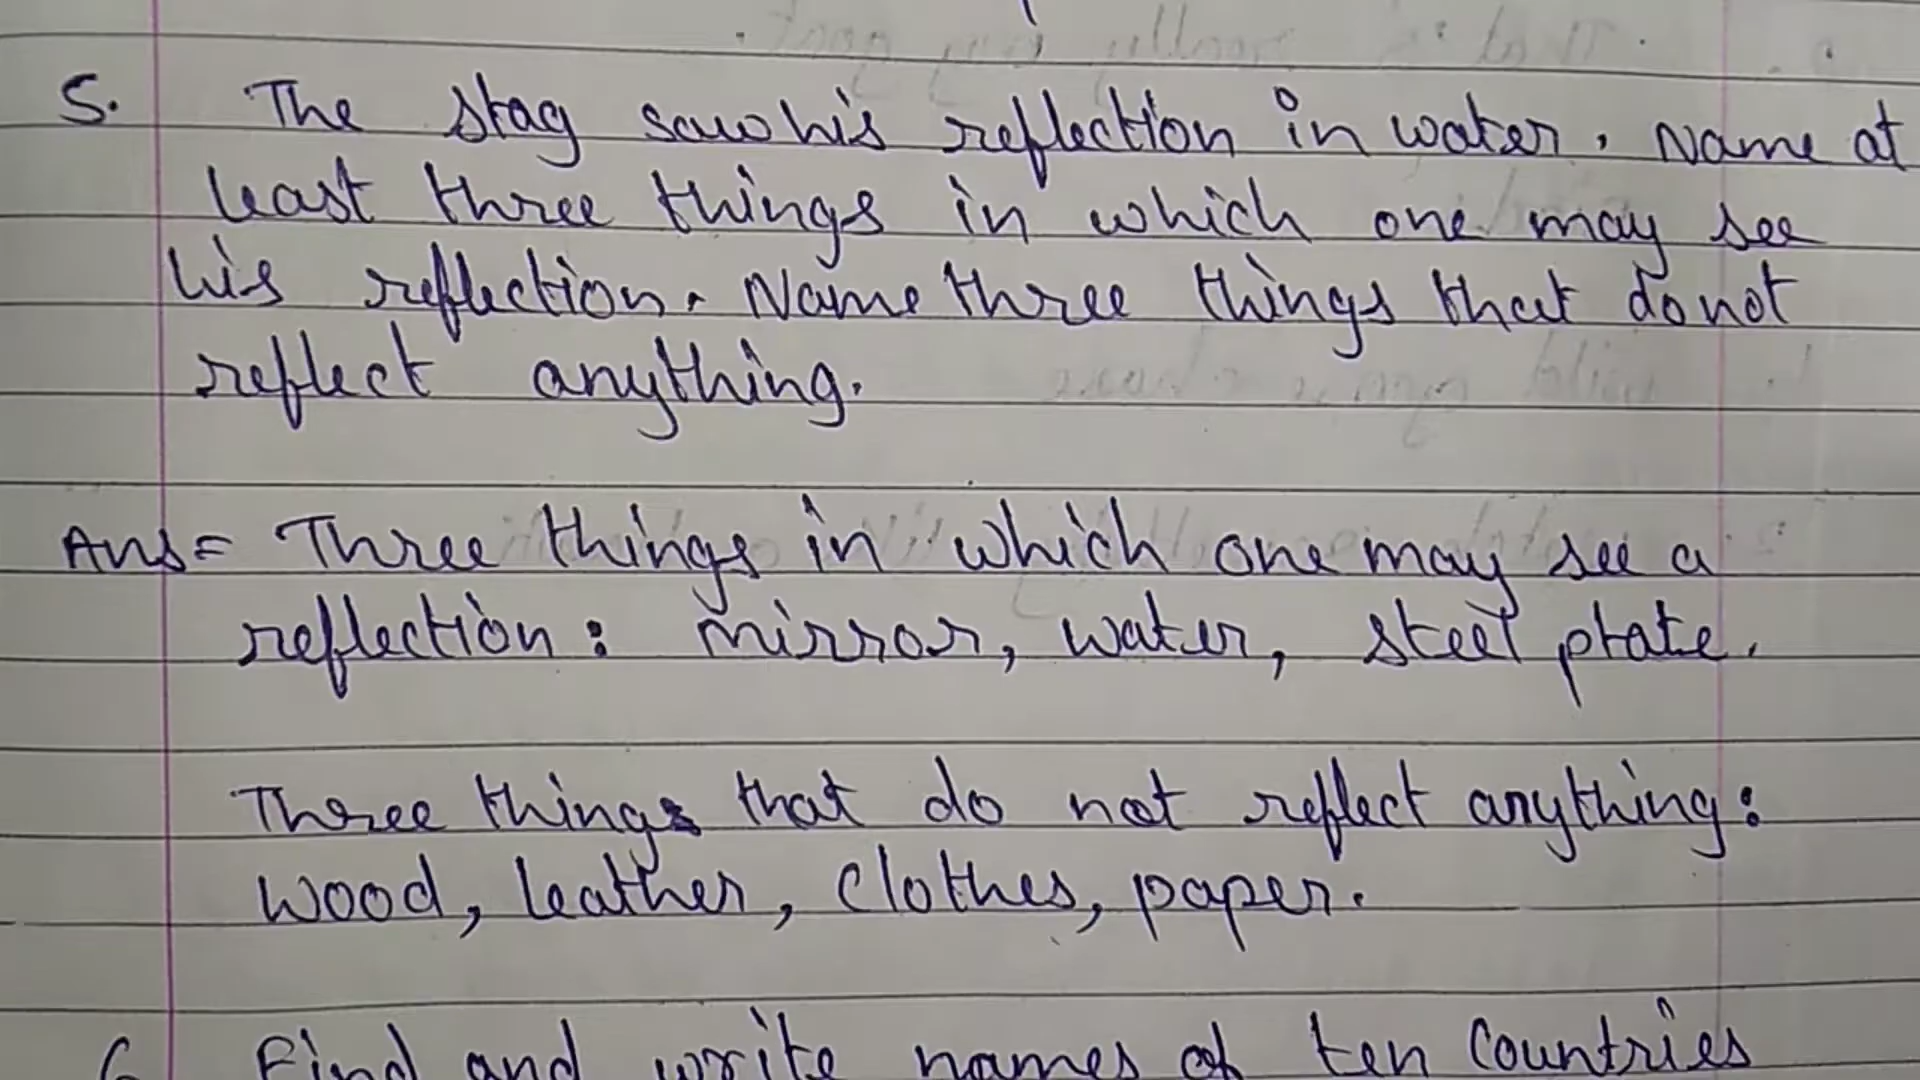 5. The stag saw his reflection in water. Name at
least three things in which one may see
his reflection. Name three things that do not
reflect anything.
Ans= Three things in which one may see a
reflection: mirror, water, steel plate.
Three things that do not reflect anything:
Wood, leather, clothes, paper.
6 Find and write names of ten countries